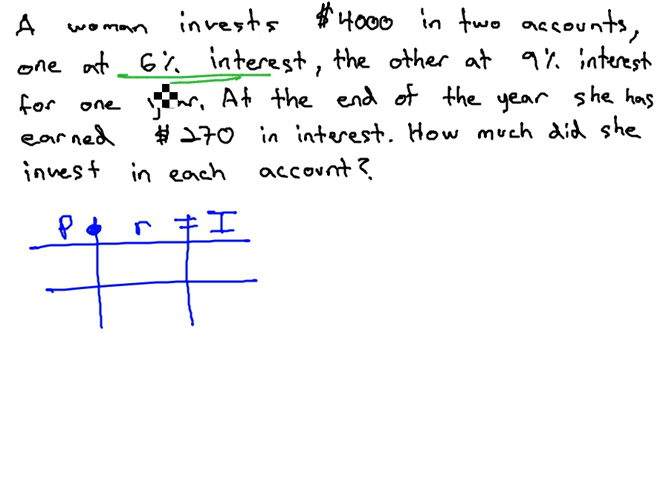 A woman invests $4000 in two accounts,
one at 6% interest, the other at 9% interest
for one year. At the end of the year she has
earned $270 in interest. How much did she
invest in each account?
P • r = I